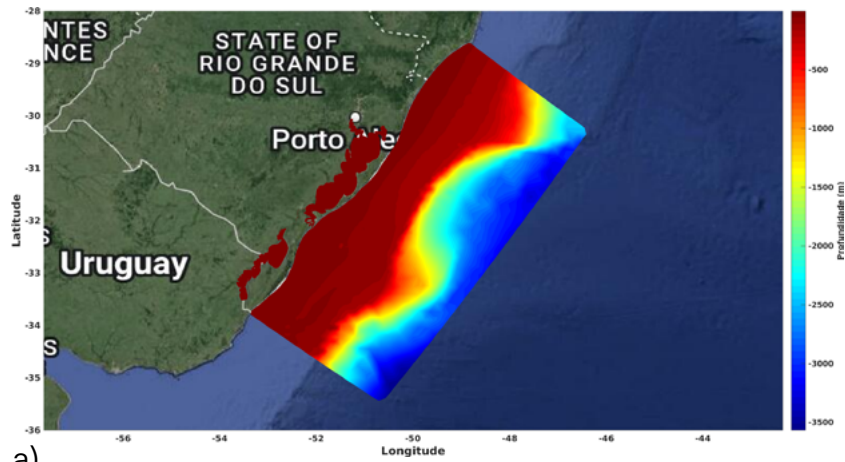 -28
-29
-30
-31
-32
-33
-34
-35
-36
Latitude
NTES
NCE
STATE OF
RIO GRANDE
DO SUL
Porto Ale
S
Uruguay
S
-56
-54
-52
-50
-48
-46
-44
Longitude
-500
-1000
-1500
-2000
-2500
-3000
-3500
Profundidade (m)
a)